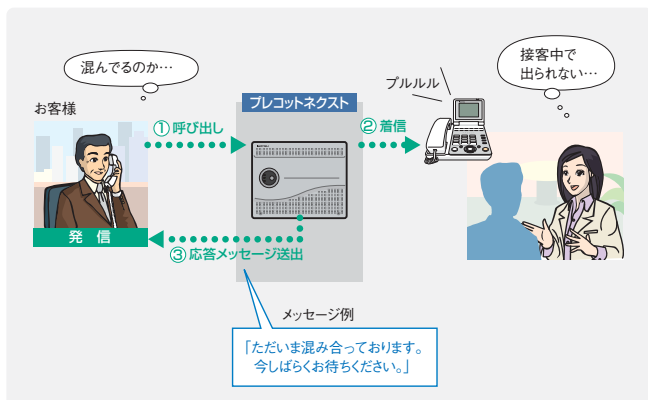 混んでるのか…
お客様
①呼び出し
プレコットネクスト
②着信
プルルル
接客中で
出られない…
発 信
③応答メッセージ送出
メッセージ例
「ただいま混み合っております。
今しばらくお待ちください。」